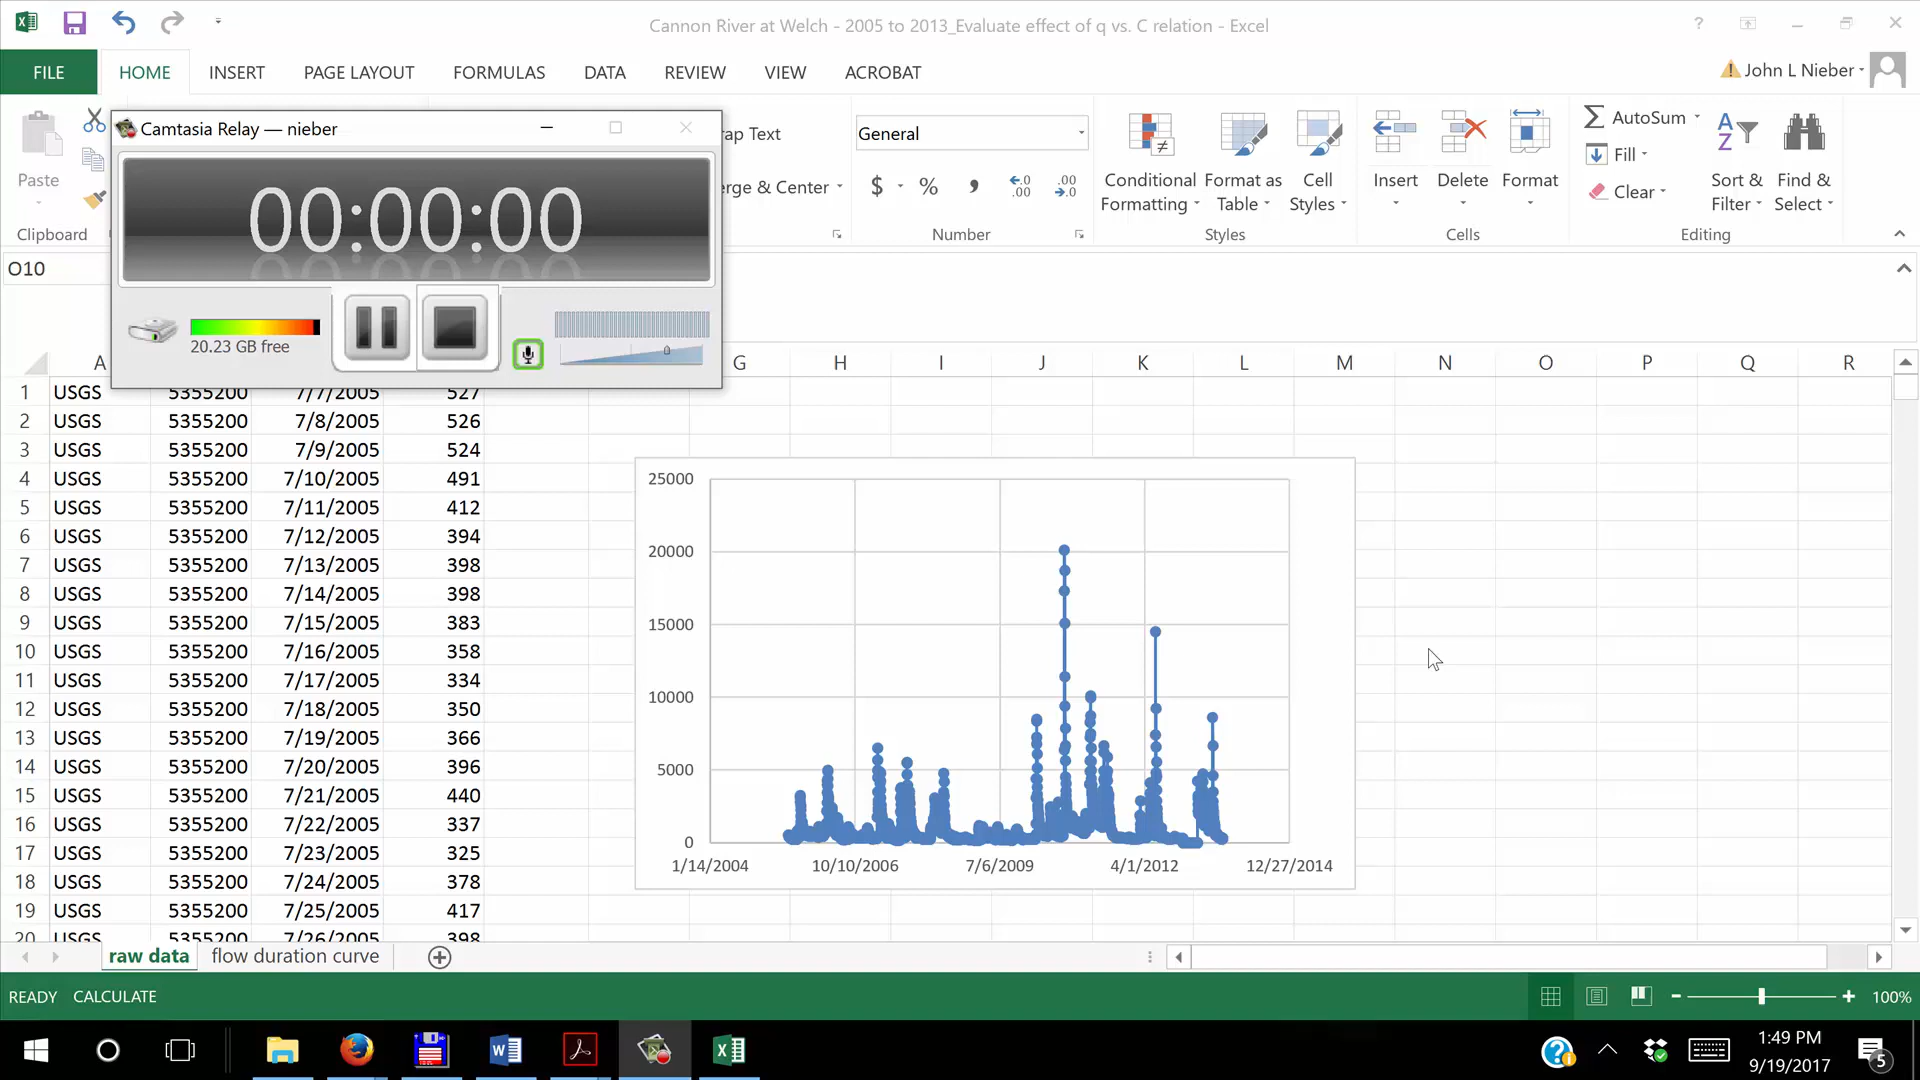 Cannon River at Welch - 2005 to 2013_Evaluate effect of q vs. C relation - Excel
?
FILE HOME INSERT PAGE LAYOUT FORMULAS DATA REVIEW VIEW ACROBAT
John L Nieber
Camtasia Relay — nieber
00:00:00
20.23 GB free
Paste
Clipboard
General
$ % ,
Number
Conditional Formatting
Format as Table
Cell Styles
Styles
Insert
Delete
Format
Cells
AutoSum
Fill
Clear
Sort & Filter
Find & Select
Editing
O10
A G H I J K L M N O P Q R
1 USGS 5355200 7/7/2005 527
2 USGS 5355200 7/8/2005 526
3 USGS 5355200 7/9/2005 524
4 USGS 5355200 7/10/2005 491
5 USGS 5355200 7/11/2005 412
6 USGS 5355200 7/12/2005 394
7 USGS 5355200 7/13/2005 398
8 USGS 5355200 7/14/2005 398
9 USGS 5355200 7/15/2005 383
10 USGS 5355200 7/16/2005 358
11 USGS 5355200 7/17/2005 334
12 USGS 5355200 7/18/2005 350
13 USGS 5355200 7/19/2005 366
14 USGS 5355200 7/20/2005 396
15 USGS 5355200 7/21/2005 440
16 USGS 5355200 7/22/2005 337
17 USGS 5355200 7/23/2005 325
18 USGS 5355200 7/24/2005 378
19 USGS 5355200 7/25/2005 417
20 USGS 5355200 7/26/2005 398
25000
20000
15000
10000
5000
0
1/14/2004 10/10/2006 7/6/2009 4/1/2012 12/27/2014
raw data flow duration curve
READY CALCULATE
100%
1:49 PM
9/19/2017
5